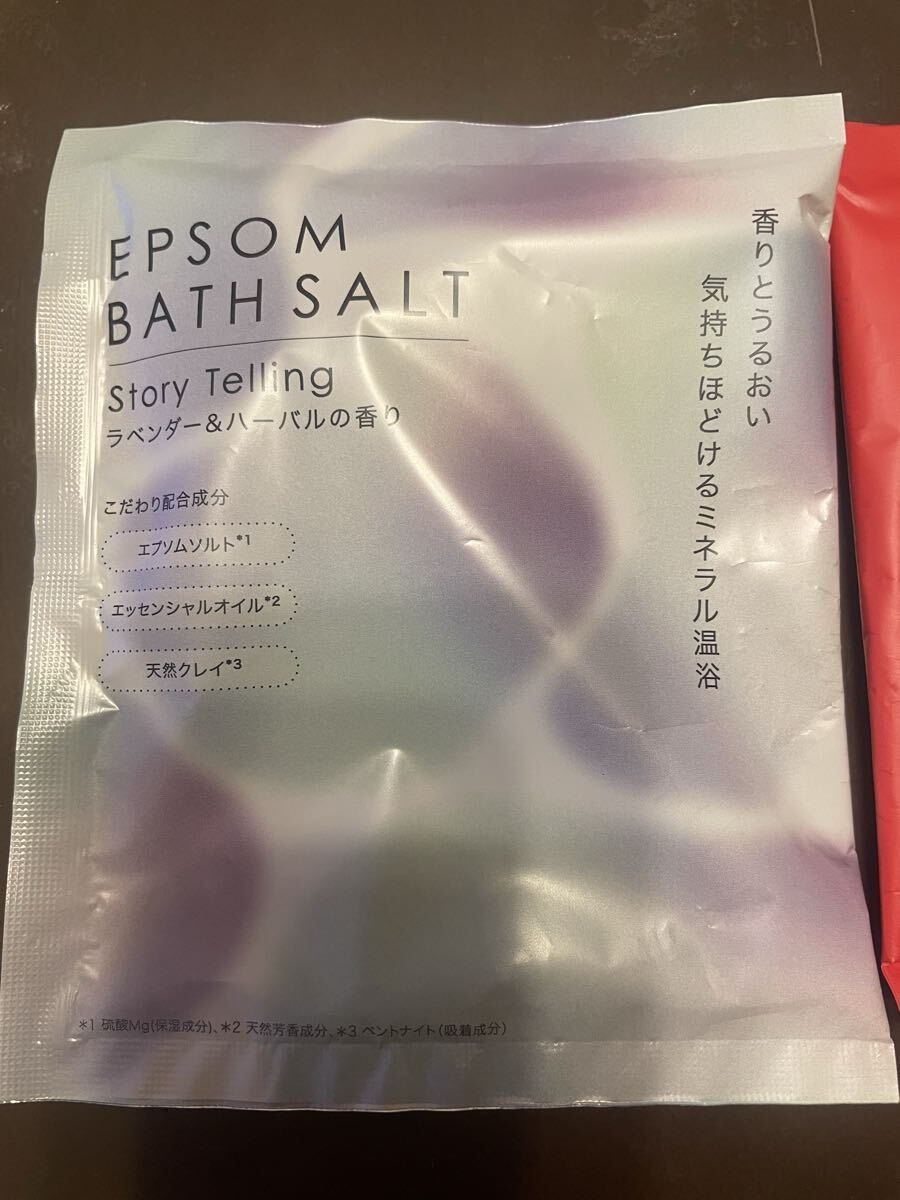 EPSOM
BATH SALT
Story Telling
ラベンダー&ハーバルの香り
こだわり配合成分
エプソムソルト*1
エッセンシャルオイル*2
天然クレイ*3
香りとうるおい
気持ちほどけるミネラル温浴
*1 硫酸Mg(保湿成分)、*2 天然芳香成分、*3 ベントナイト(吸着成分)